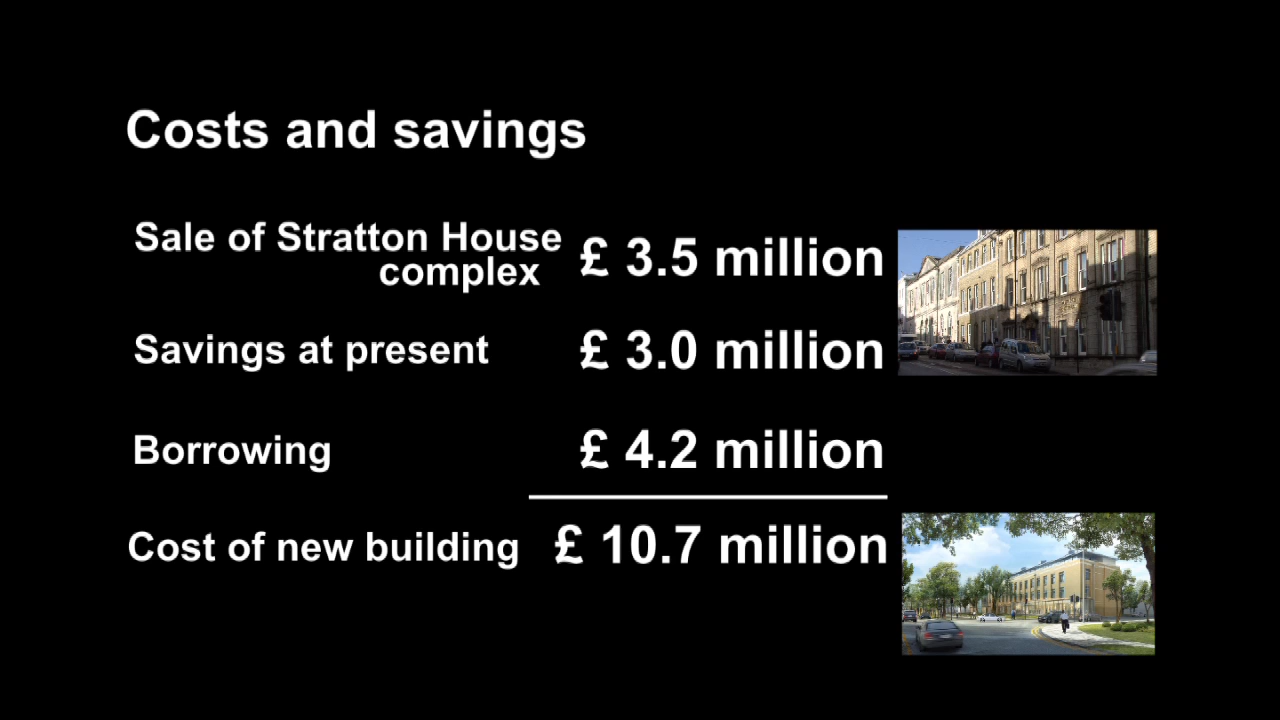 Costs and savings
Sale of Stratton House
complex
£ 3.5 million
Savings at present
£ 3.0 million
Borrowing
£ 4.2 million
Cost of new building
£ 10.7 million